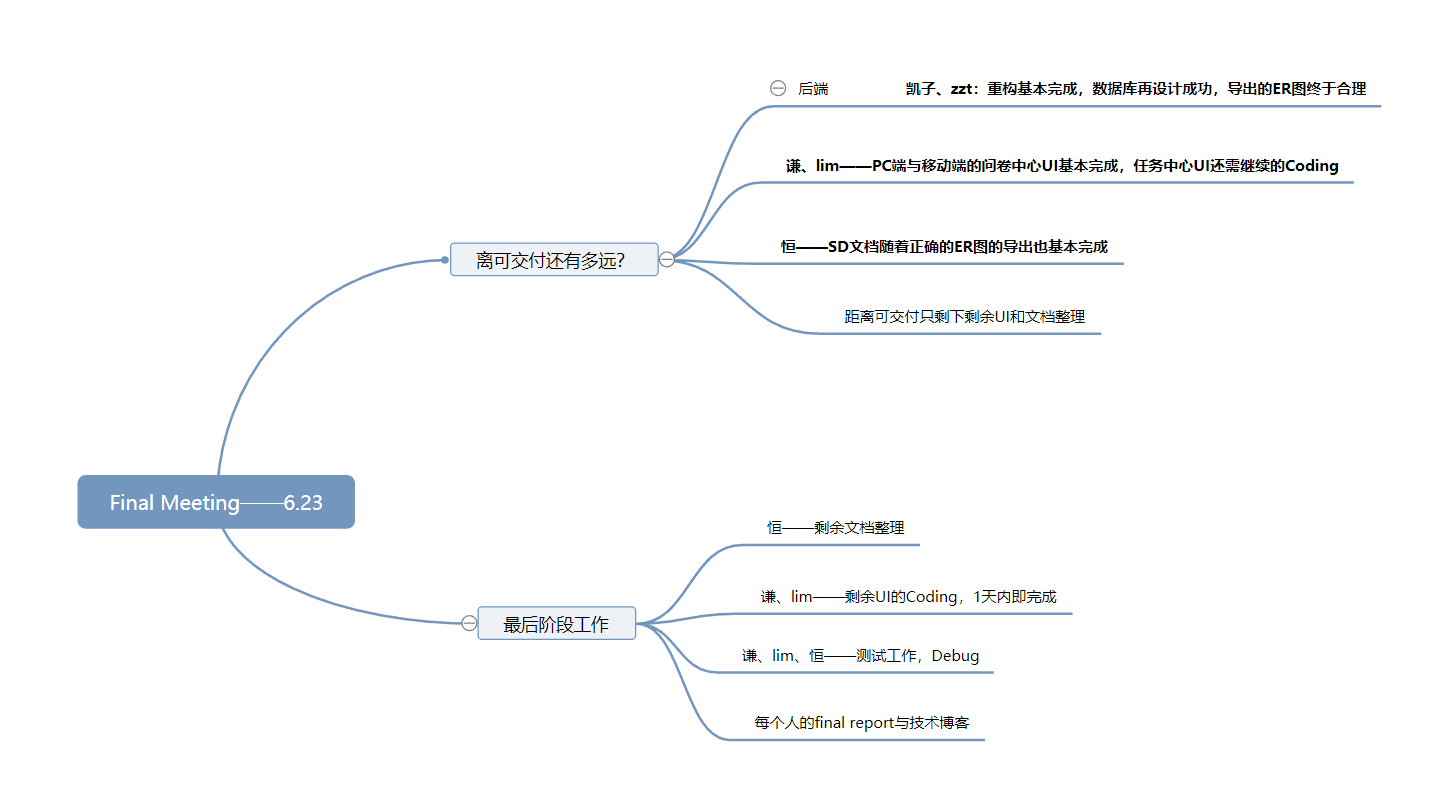 后端 凯子、zzt：重构基本完成，数据库再设计成功，导出的ER图终于合理
谦、lim——PC端与移动端的问卷中心UI基本完成，任务中心UI还需继续的Coding
离可交付还有多远？
恒——SD文档随着正确的ER图的导出也基本完成
距离可交付只剩下剩余UI和文档整理
Final Meeting——6.23
恒——剩余文档整理
谦、lim——剩余UI的Coding，1天内即完成
最后阶段工作
谦、lim、恒——测试工作，Debug
每个人的final report与技术博客